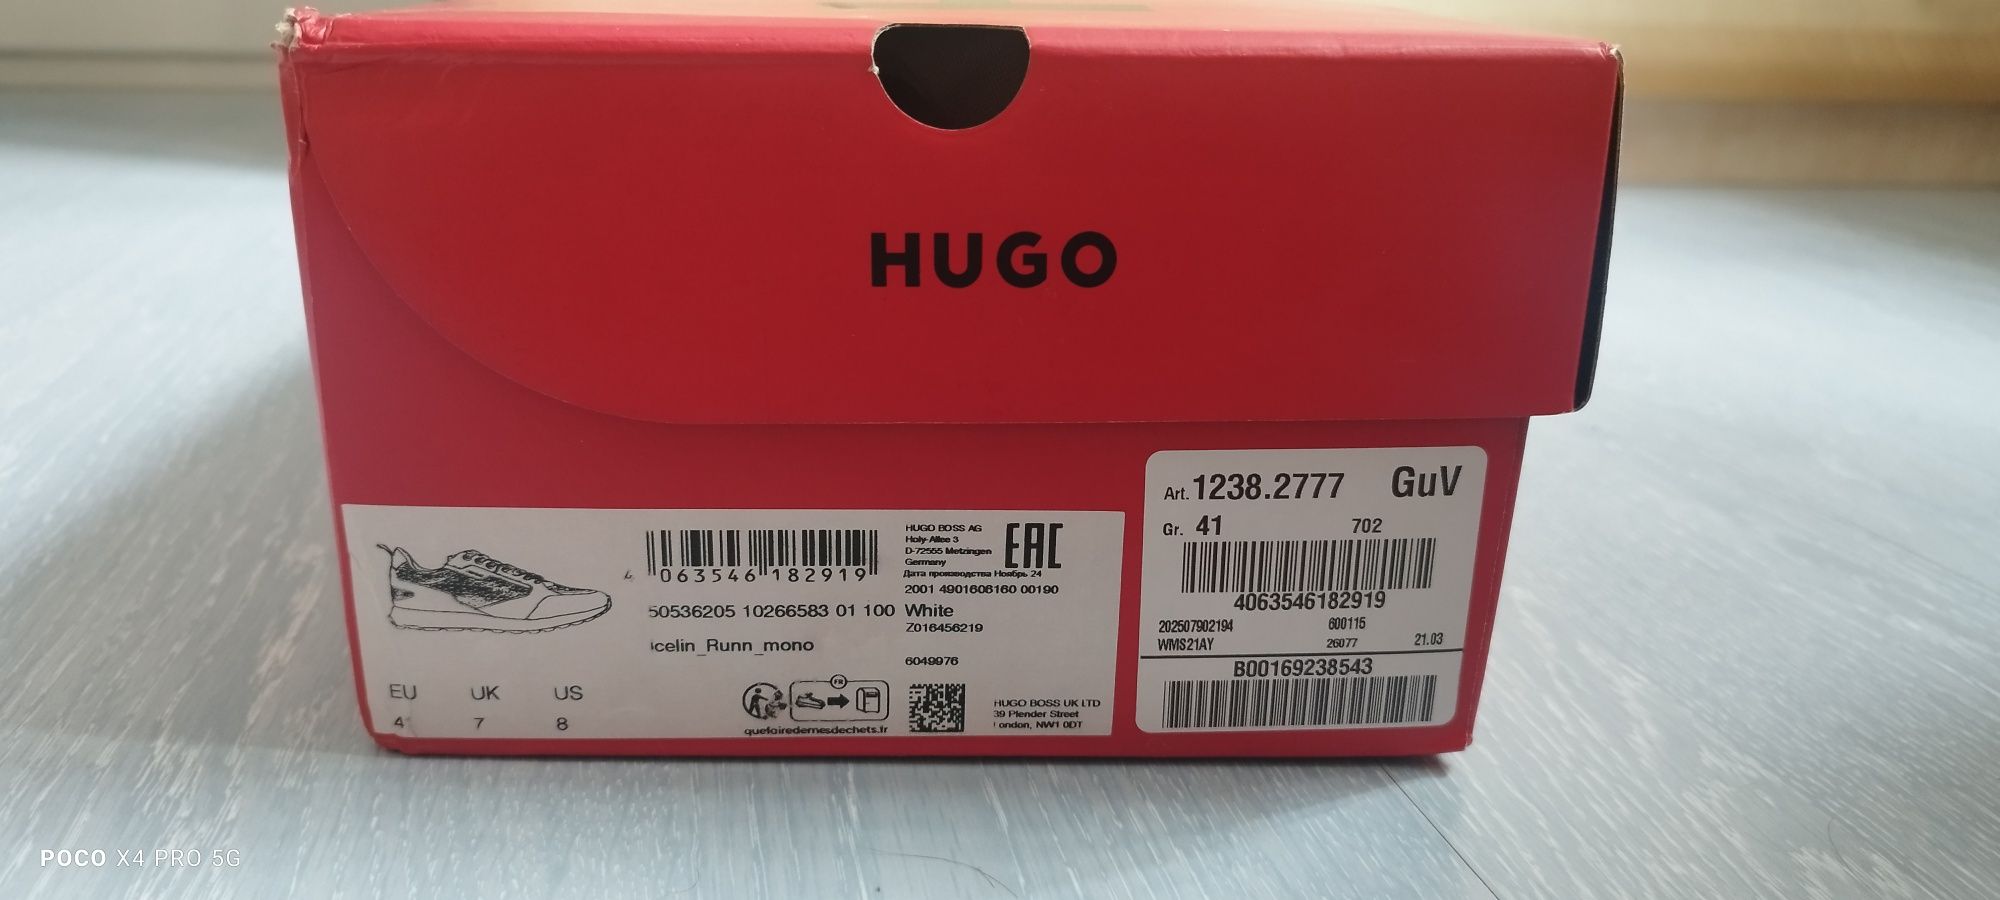 HUGO
063546 182919
50536205 10266583 01 100 White
Icelin_Runn_mono
EU UK US
4 7 8
HUGO BOSS AG
Holy-Allee 3
D-72555 Metzingen
Germany
Дата производства Ноябрь 24
EAC
2001 4901608160 00190
Z016456219
6049976
FR
quefairedemesdechets.fr
HUGO BOSS UK LTD
39 Plender Street
London, NW1 0DT
Art. 1238.2777 GuV
Gr. 41 702
4063546182919
202507902194 600115
WMS21AY 26077 21.03
B00169238543
POCO X4 PRO 5G